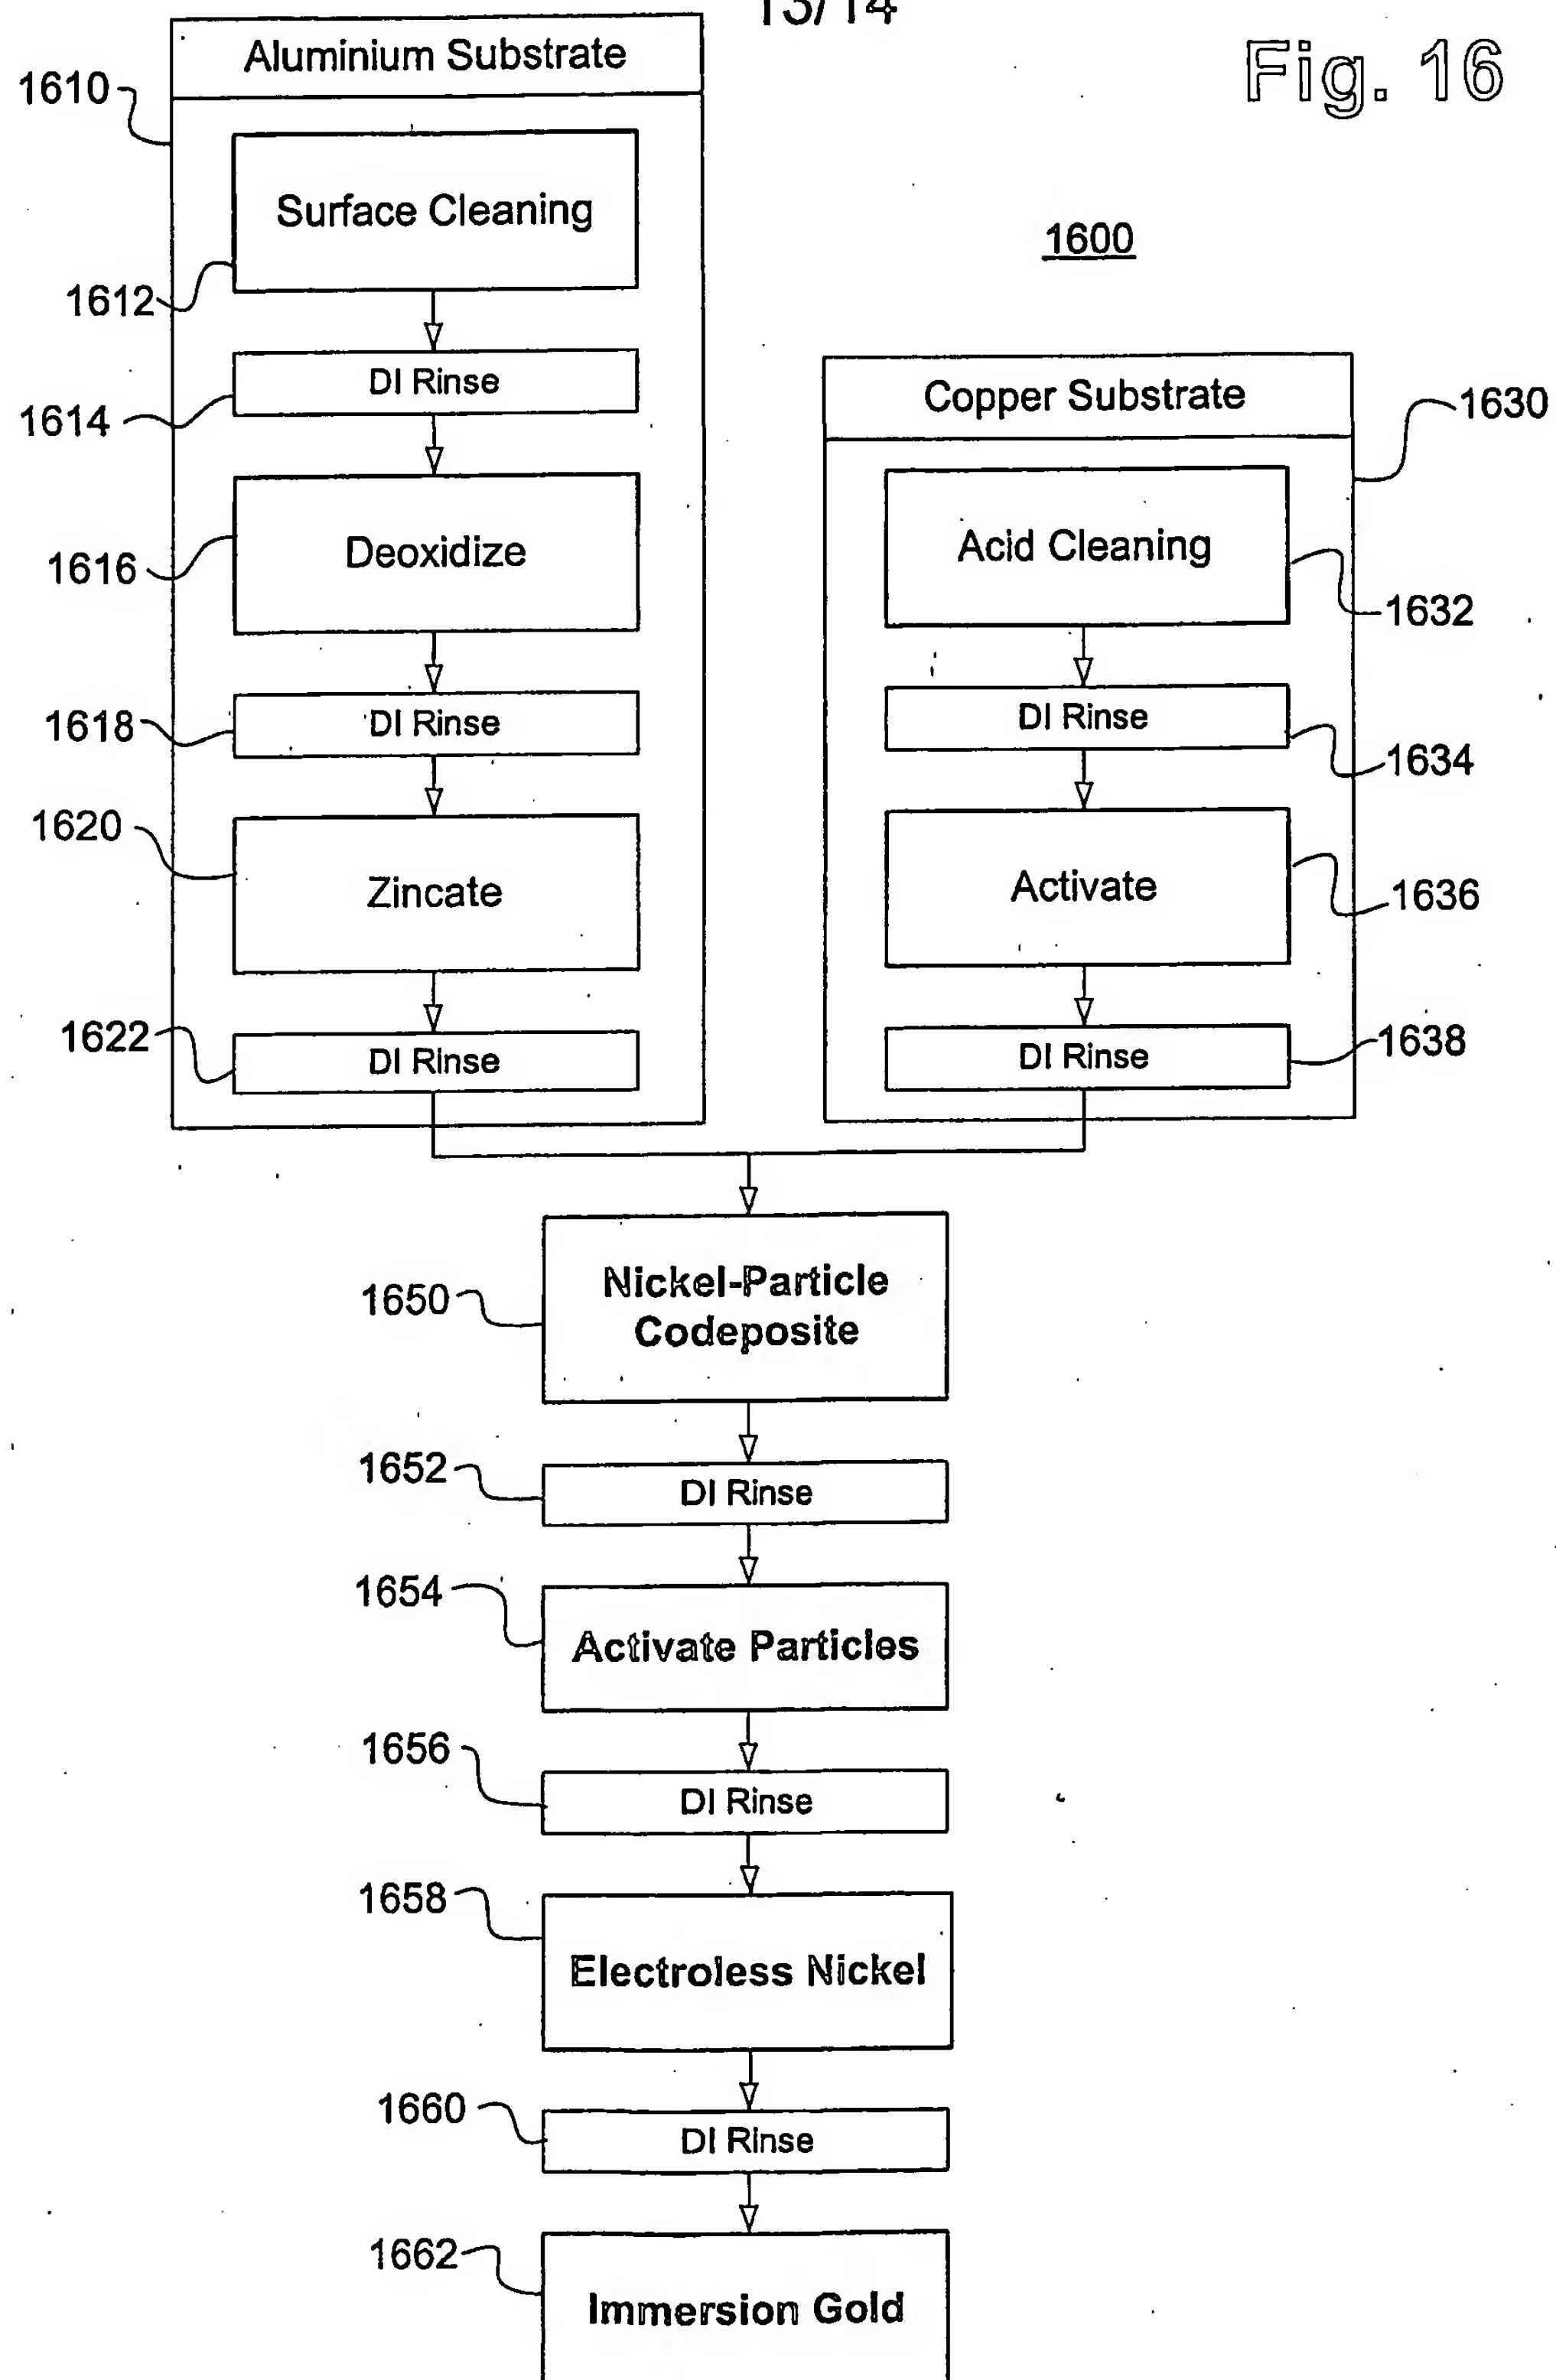 13/14
Fig. 16
1600
Aluminium Substrate
1610
Surface Cleaning
1612
DI Rinse
1614
Deoxidize
1616
DI Rinse
1618
Zincate
1620
DI Rinse
1622
Copper Substrate
1630
Acid Cleaning
1632
DI Rinse
1634
Activate
1636
DI Rinse
1638
Nickel-Particle
Codeposite
1650
DI Rinse
1652
Activate Particles
1654
DI Rinse
1656
Electroless Nickel
1658
DI Rinse
1660
Immersion Gold
1662